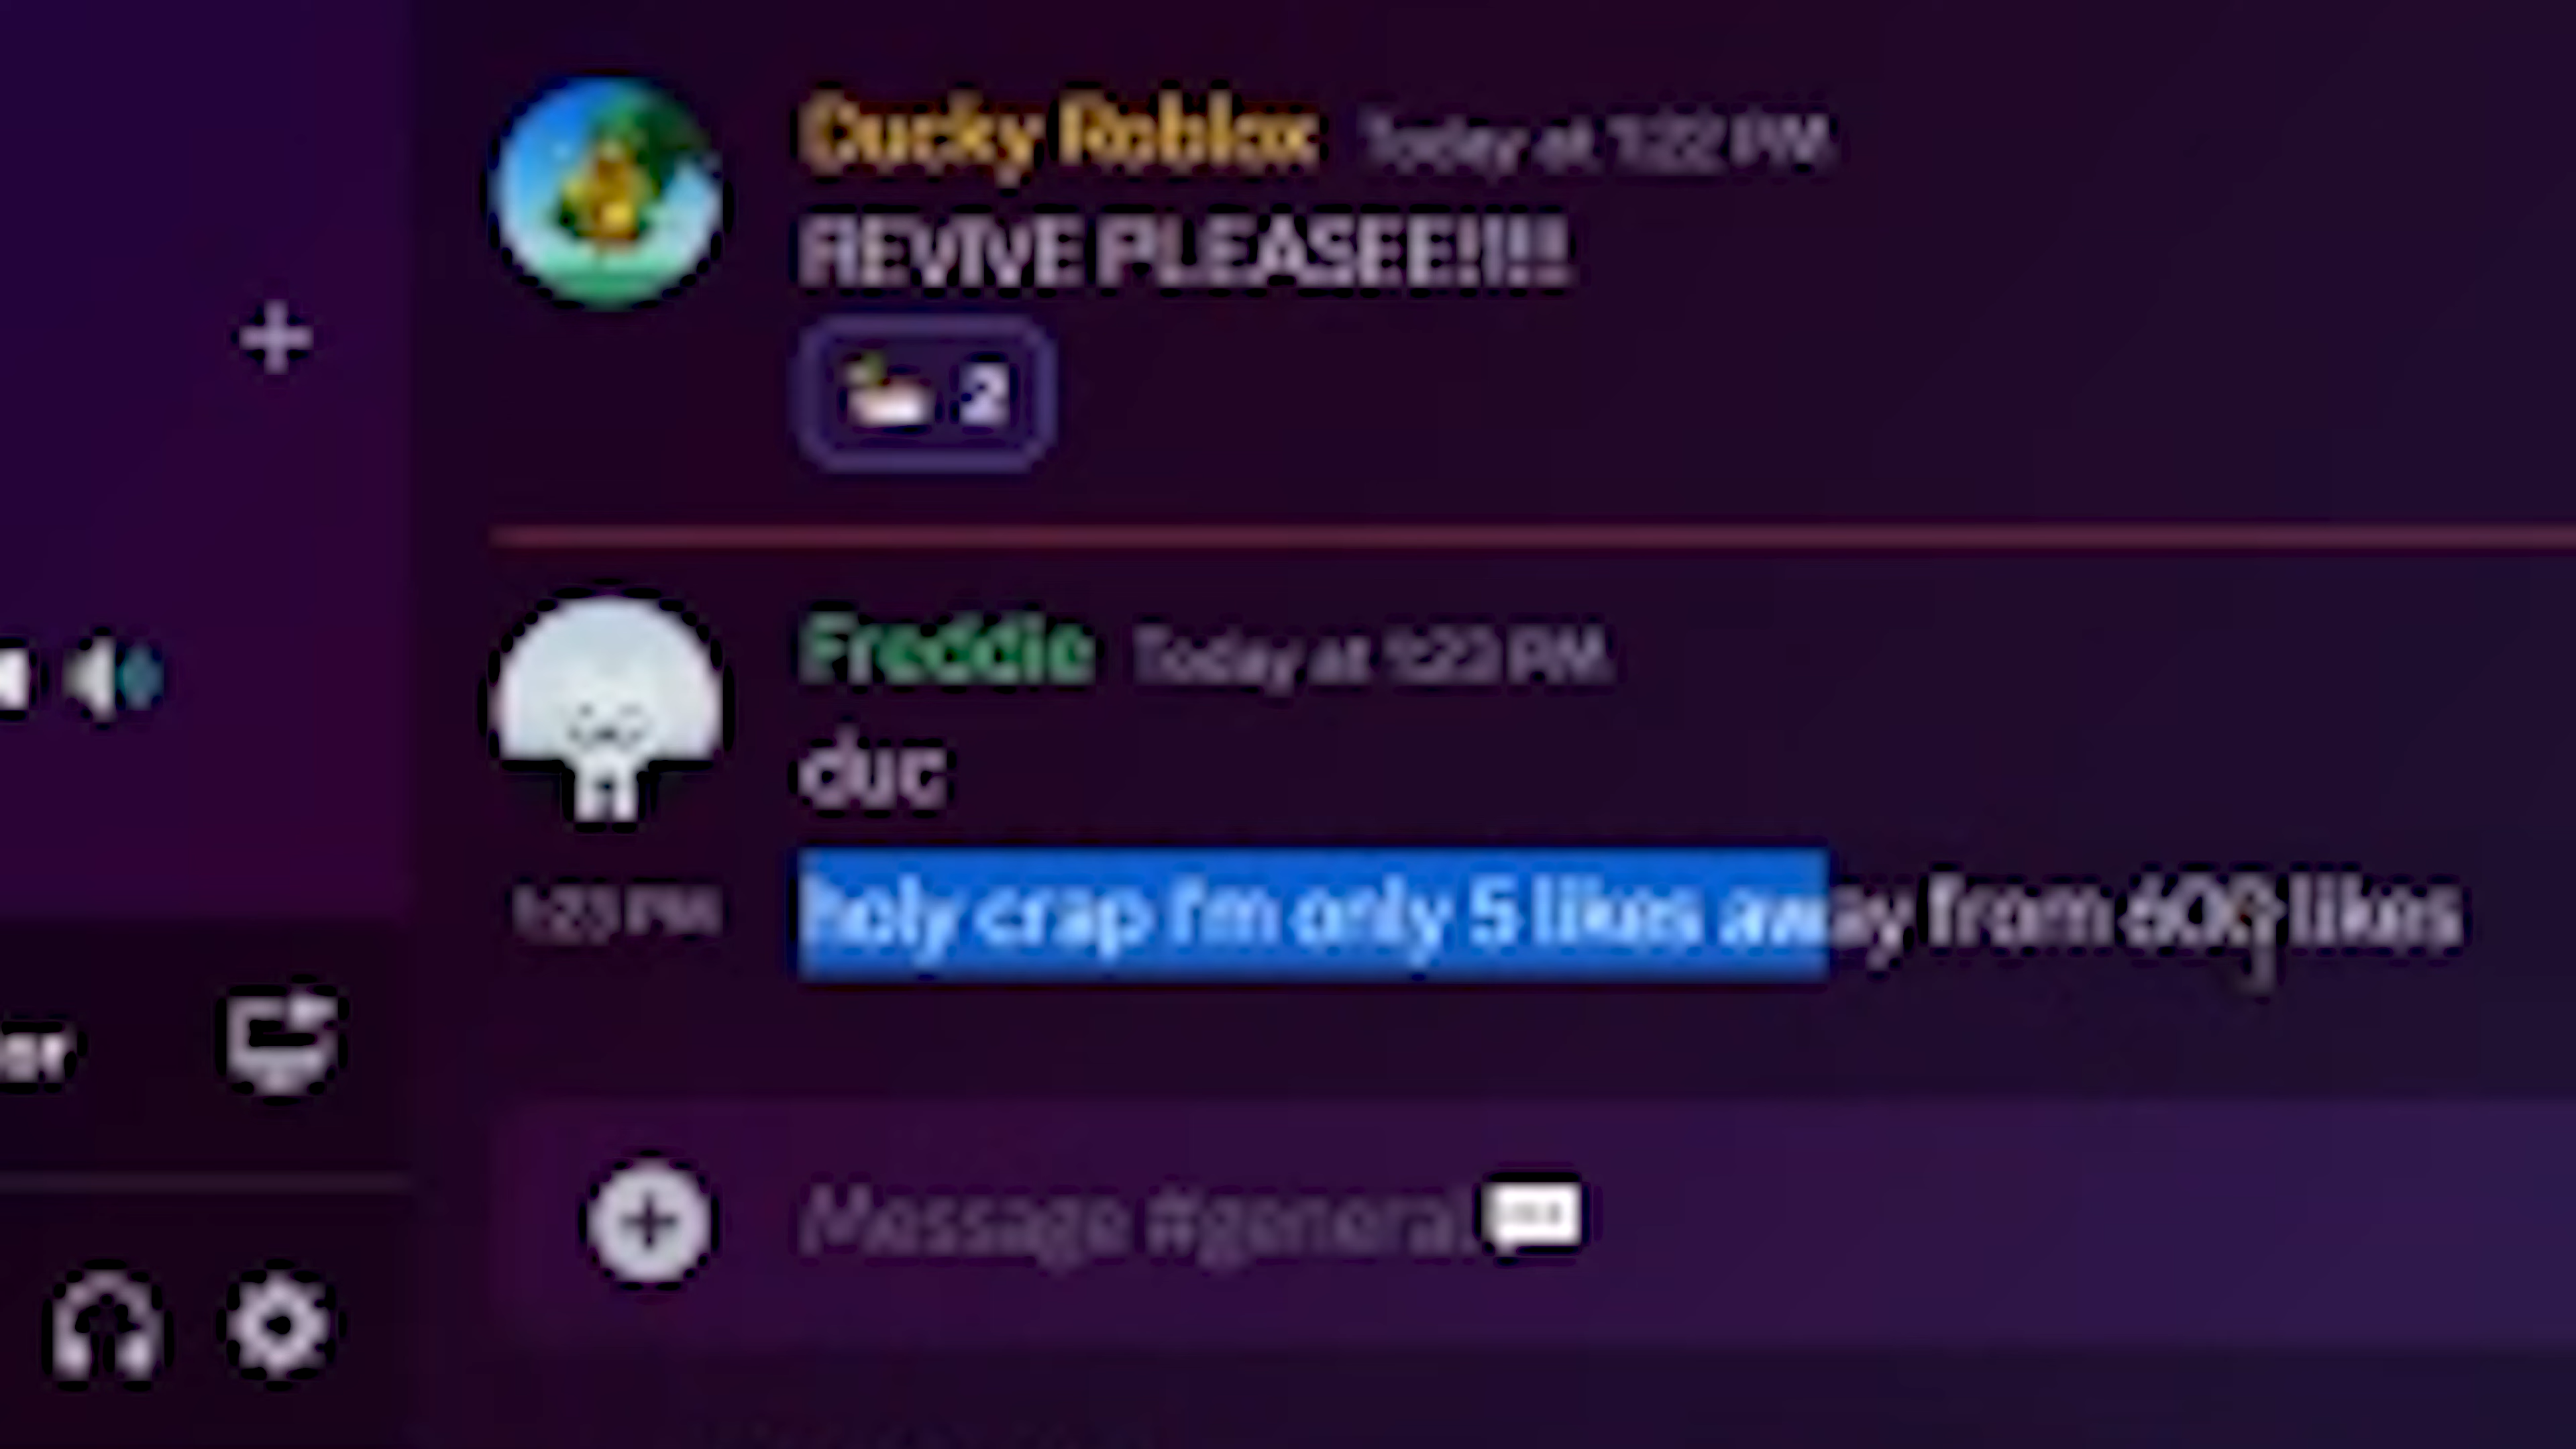 Ducky Roblox Today at 1:22 PM
REVIVE PLEASEE!!!!
2
Freddie Today at 1:23 PM
duc
1:23 PM holy crap I'm only 5 likes away from 600 likes
or
Message #general